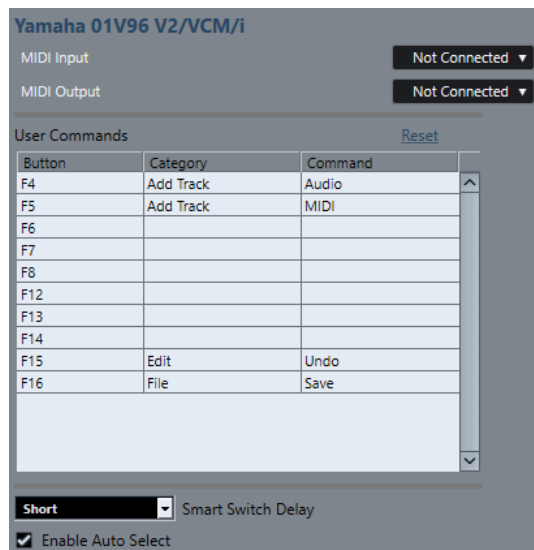 Yamaha 01V96 V2/VCM/i
MIDI Input Not Connected
MIDI Output Not Connected
User Commands Reset
Button Category Command
F4 Add Track Audio
F5 Add Track MIDI
F6
F7
F8
F12
F13
F14
F15 Edit Undo
F16 File Save
Short Smart Switch Delay
Enable Auto Select